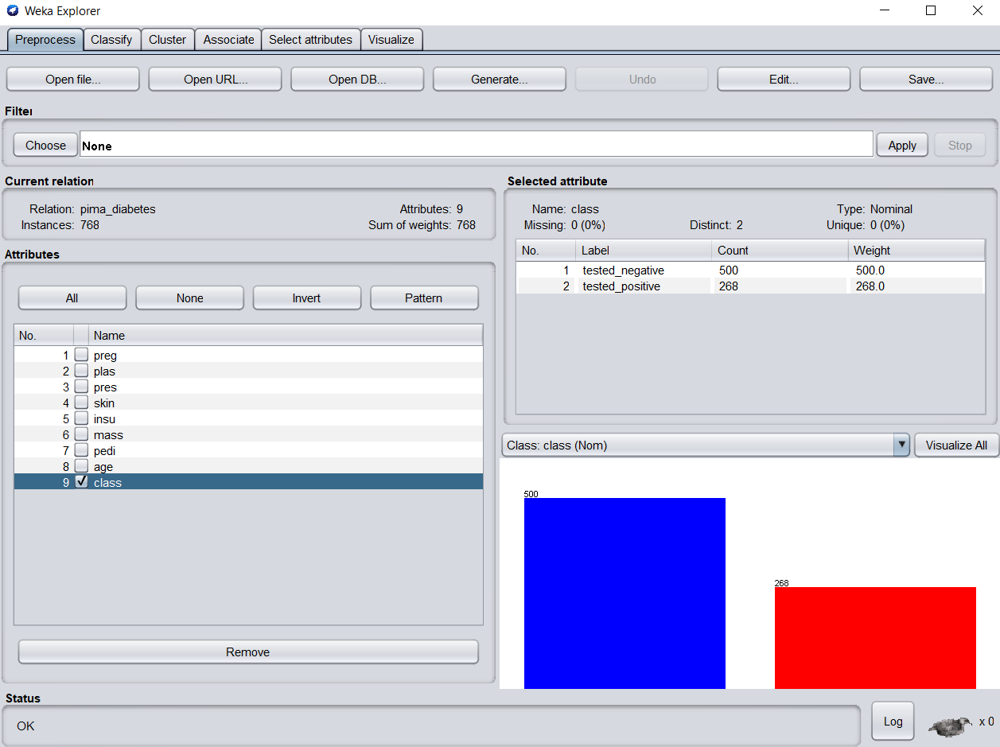 Weka Explorer
Preprocess Classify Cluster Associate Select attributes Visualize
Open file... Open URL... Open DB... Generate... Undo Edit... Save...
Filter
Choose None Apply Stop
Current relation
Relation: pima_diabetes Attributes: 9
Instances: 768 Sum of weights: 768
Attributes
All None Invert Pattern
No. Name
1 preg
2 plas
3 pres
4 skin
5 insu
6 mass
7 pedi
8 age
9 class
Remove
Selected attribute
Name: class Type: Nominal
Missing: 0 (0%) Distinct: 2 Unique: 0 (0%)
No. Label Count Weight
1 tested_negative 500 500.0
2 tested_positive 268 268.0
Class: class (Nom) Visualize All
500
268
Status
OK Log x 0